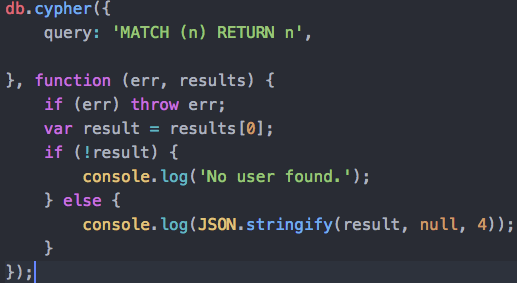 db.cypher({
    query: 'MATCH (n) RETURN n',

}, function (err, results) {
    if (err) throw err;
    var result = results[0];
    if (!result) {
        console.log('No user found.');
    } else {
        console.log(JSON.stringify(result, null, 4));
    }
});